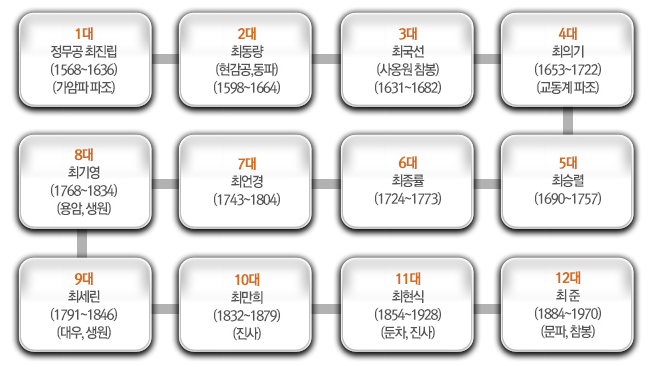 1대
정무공 최진립
(1568~1636)
(가암파 파조)
2대
최동량
(현감공,동파)
(1598~1664)
3대
최국선
(사옹원 참봉)
(1631~1682)
4대
최의기
(1653~1722)
(교동계 파조)
5대
최승렬
(1690~1757)
6대
최종률
(1724~1773)
7대
최언경
(1743~1804)
8대
최기영
(1768~1834)
(용암, 생원)
9대
최세린
(1791~1846)
(대우, 생원)
10대
최만희
(1832~1879)
(진사)
11대
최현식
(1854~1928)
(둔차, 진사)
12대
최 준
(1884~1970)
(문파, 참봉)